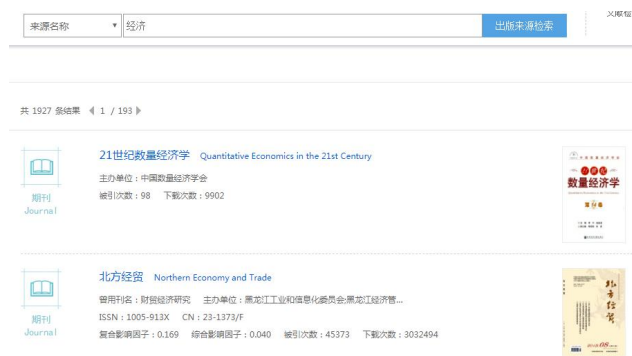 来源名称 经济 出版来源检索
共 1927 条结果 1 / 193
21世纪数量经济学 Quantitative Economics in the 21st Century
主办单位：中国数量经济学会
被引次数：98 下载次数：9902
期刊
Journal
数量经济学
北方经贸 Northern Economy and Trade
曾用刊名：财贸经济研究 主办单位：黑龙江工业和信息化委员会;黑龙江经济管...
ISSN：1005-913X CN：23-1373/F
复合影响因子：0.169 综合影响因子：0.040 被引次数：45373 下载次数：3032494
期刊
Journal
北方经贸